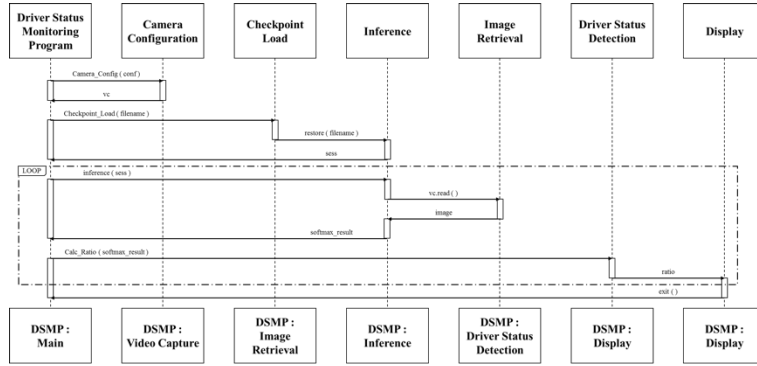 Driver Status
Monitoring
Program
Camera
Configuration
Checkpoint
Load
Inference
Image
Retrieval
Driver Status
Detection
Display
Camera_Config ( conf )
vc
Checkpoint_Load ( filename )
restore ( filename )
sess
LOOP
inference ( sess )
vc.read ( )
image
softmax_result
Calc_Ratio ( softmax_result )
ratio
exit ( )
DSMP :
Main
DSMP :
Video Capture
DSMP :
Image
Retrieval
DSMP :
Inference
DSMP :
Driver Status
Detection
DSMP :
Display
DSMP :
Display